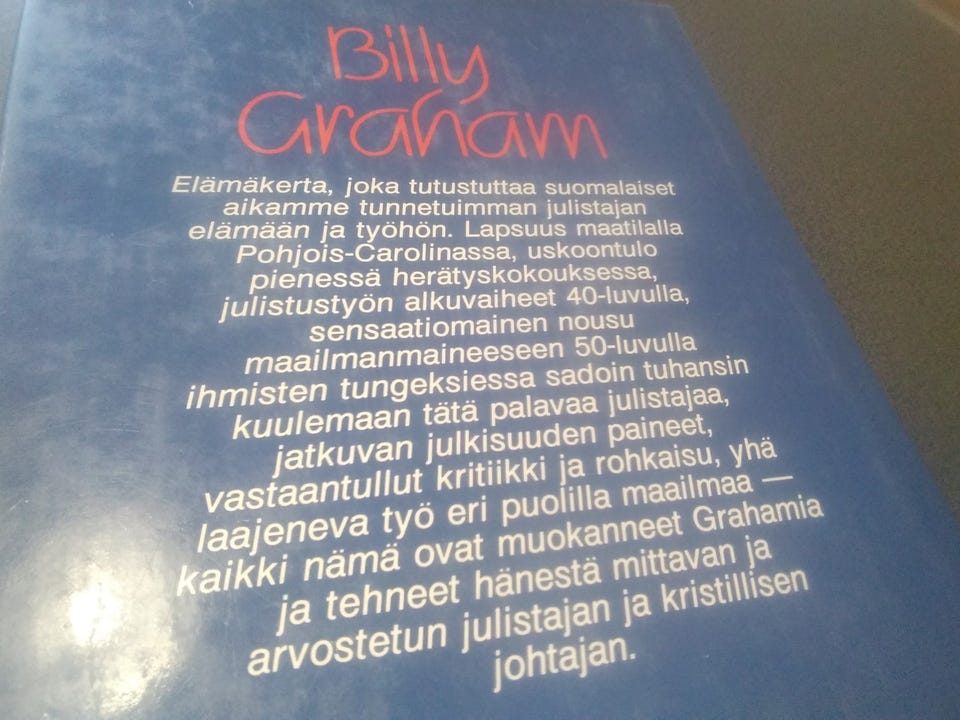 Billy
Graham
Elämäkerta, joka tutustuttaa suomalaiset
aikamme tunnetuimman julistajan
elämään ja työhön. Lapsuus maatilalla
Pohjois-Carolinassa, uskoontulo
pienessä herätyskokouksessa,
julistustyön alkuvaiheet 40-luvulla,
sensaatiomainen nousu
maailmanmaineeseen 50-luvulla
ihmisten tungeksiessa sadoin tuhansin
kuulemaan tätä palavaa julistajaa,
jatkuvan julkisuuden paineet,
vastaantullut kritiikki ja rohkaisu, yhä
laajeneva työ eri puolilla maailmaa —
kaikki nämä ovat muokanneet Grahamia
ja tehneet hänestä mittavan ja
arvostetun julistajan ja kristillisen
johtajan.